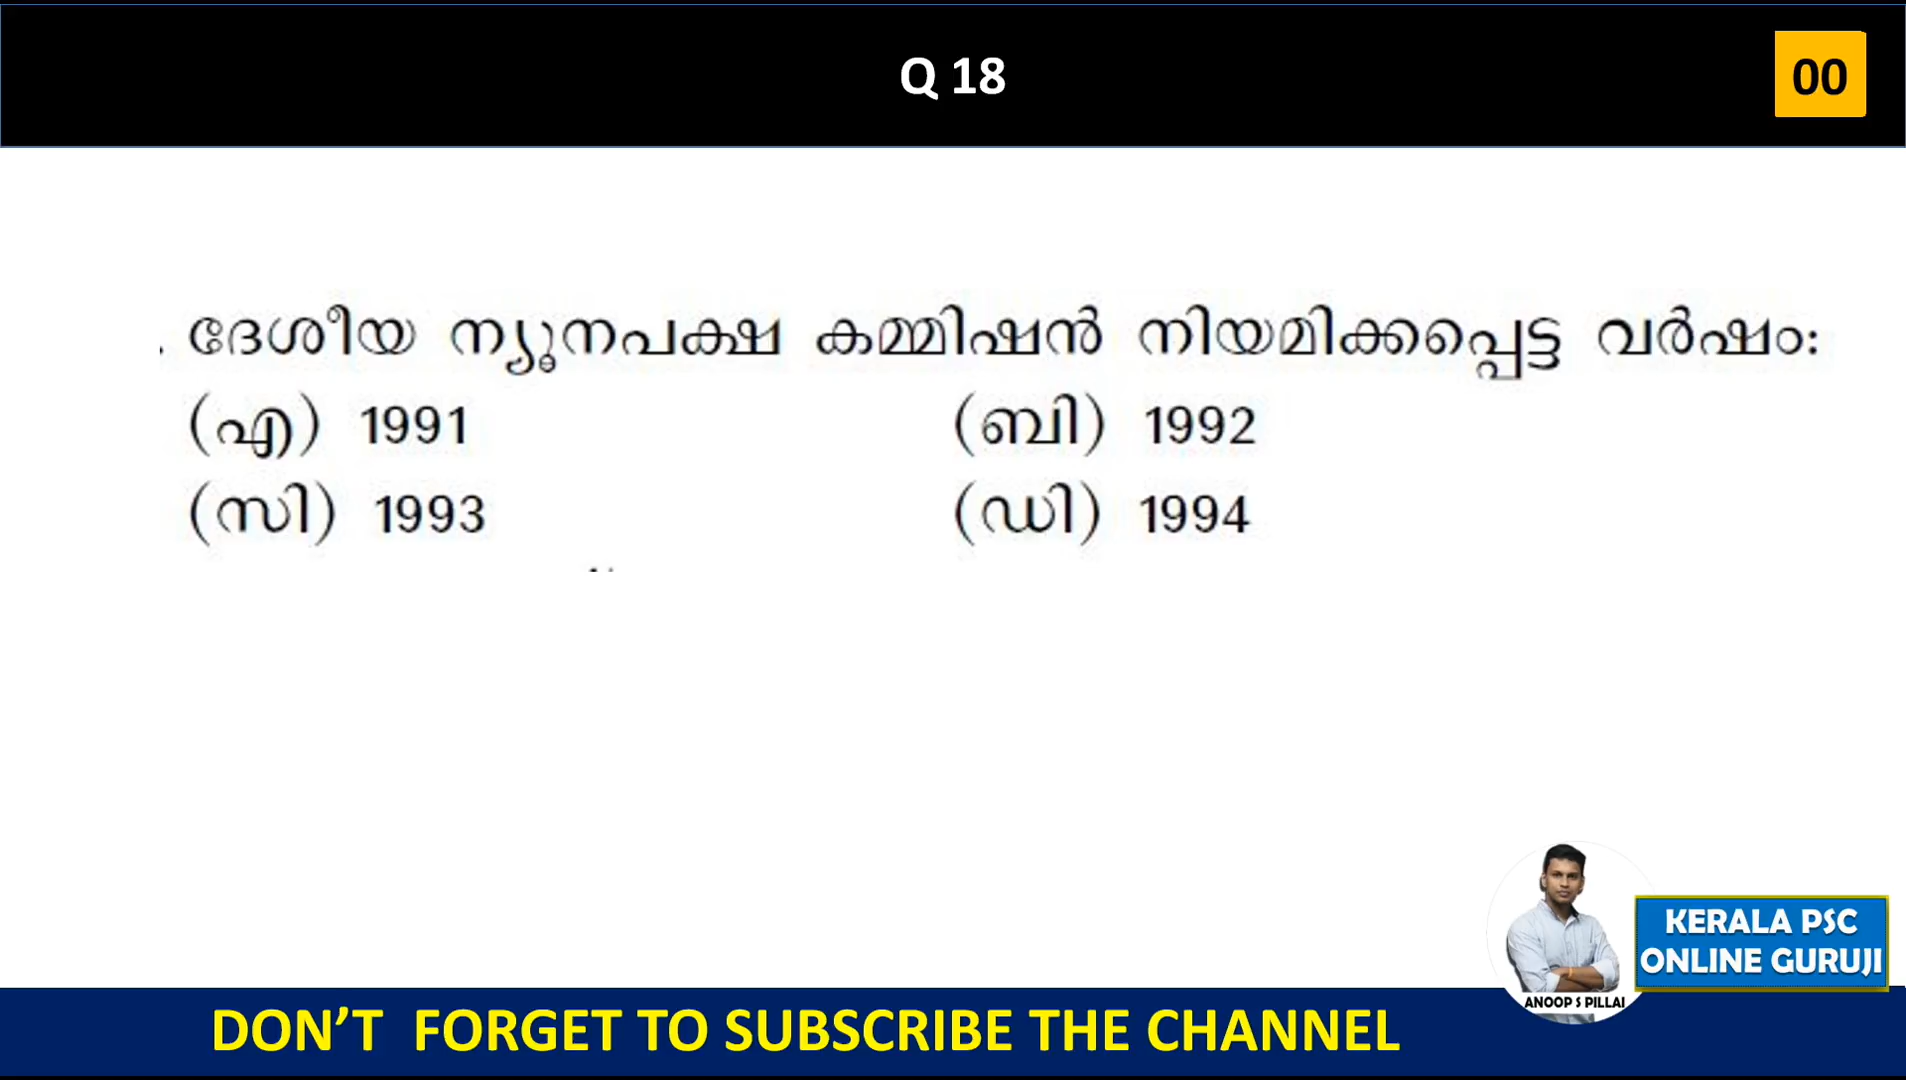 Q 18
00
ദേശീയ ന്യൂനപക്ഷ കമ്മിഷൻ നിയമിക്കപ്പെട്ട വർഷം:
(എ) 1991 (ബി) 1992
(സി) 1993 (ഡി) 1994
KERALA PSC
ONLINE GURUJI
ANOOP S PILLAI
DON’T FORGET TO SUBSCRIBE THE CHANNEL